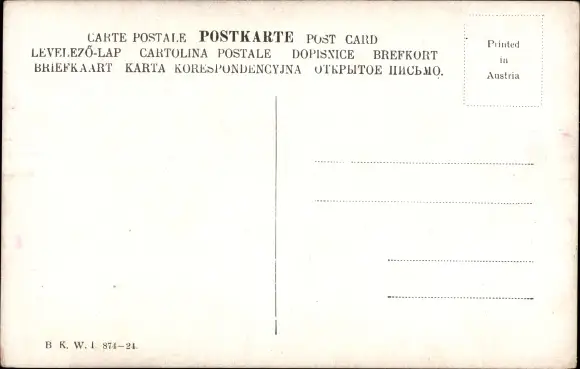 CARTE POSTALE POSTKARTE POST CARD
LEVELEZŐ-LAP CARTOLINA POSTALE DOPISNICE BREFKORT
BRIEFKAART KARTA KORESPONDENCYJNA ОТКРЫТОЕ ПИСЬМО.
Printed
in
Austria
B. K. W. I. 874-24.